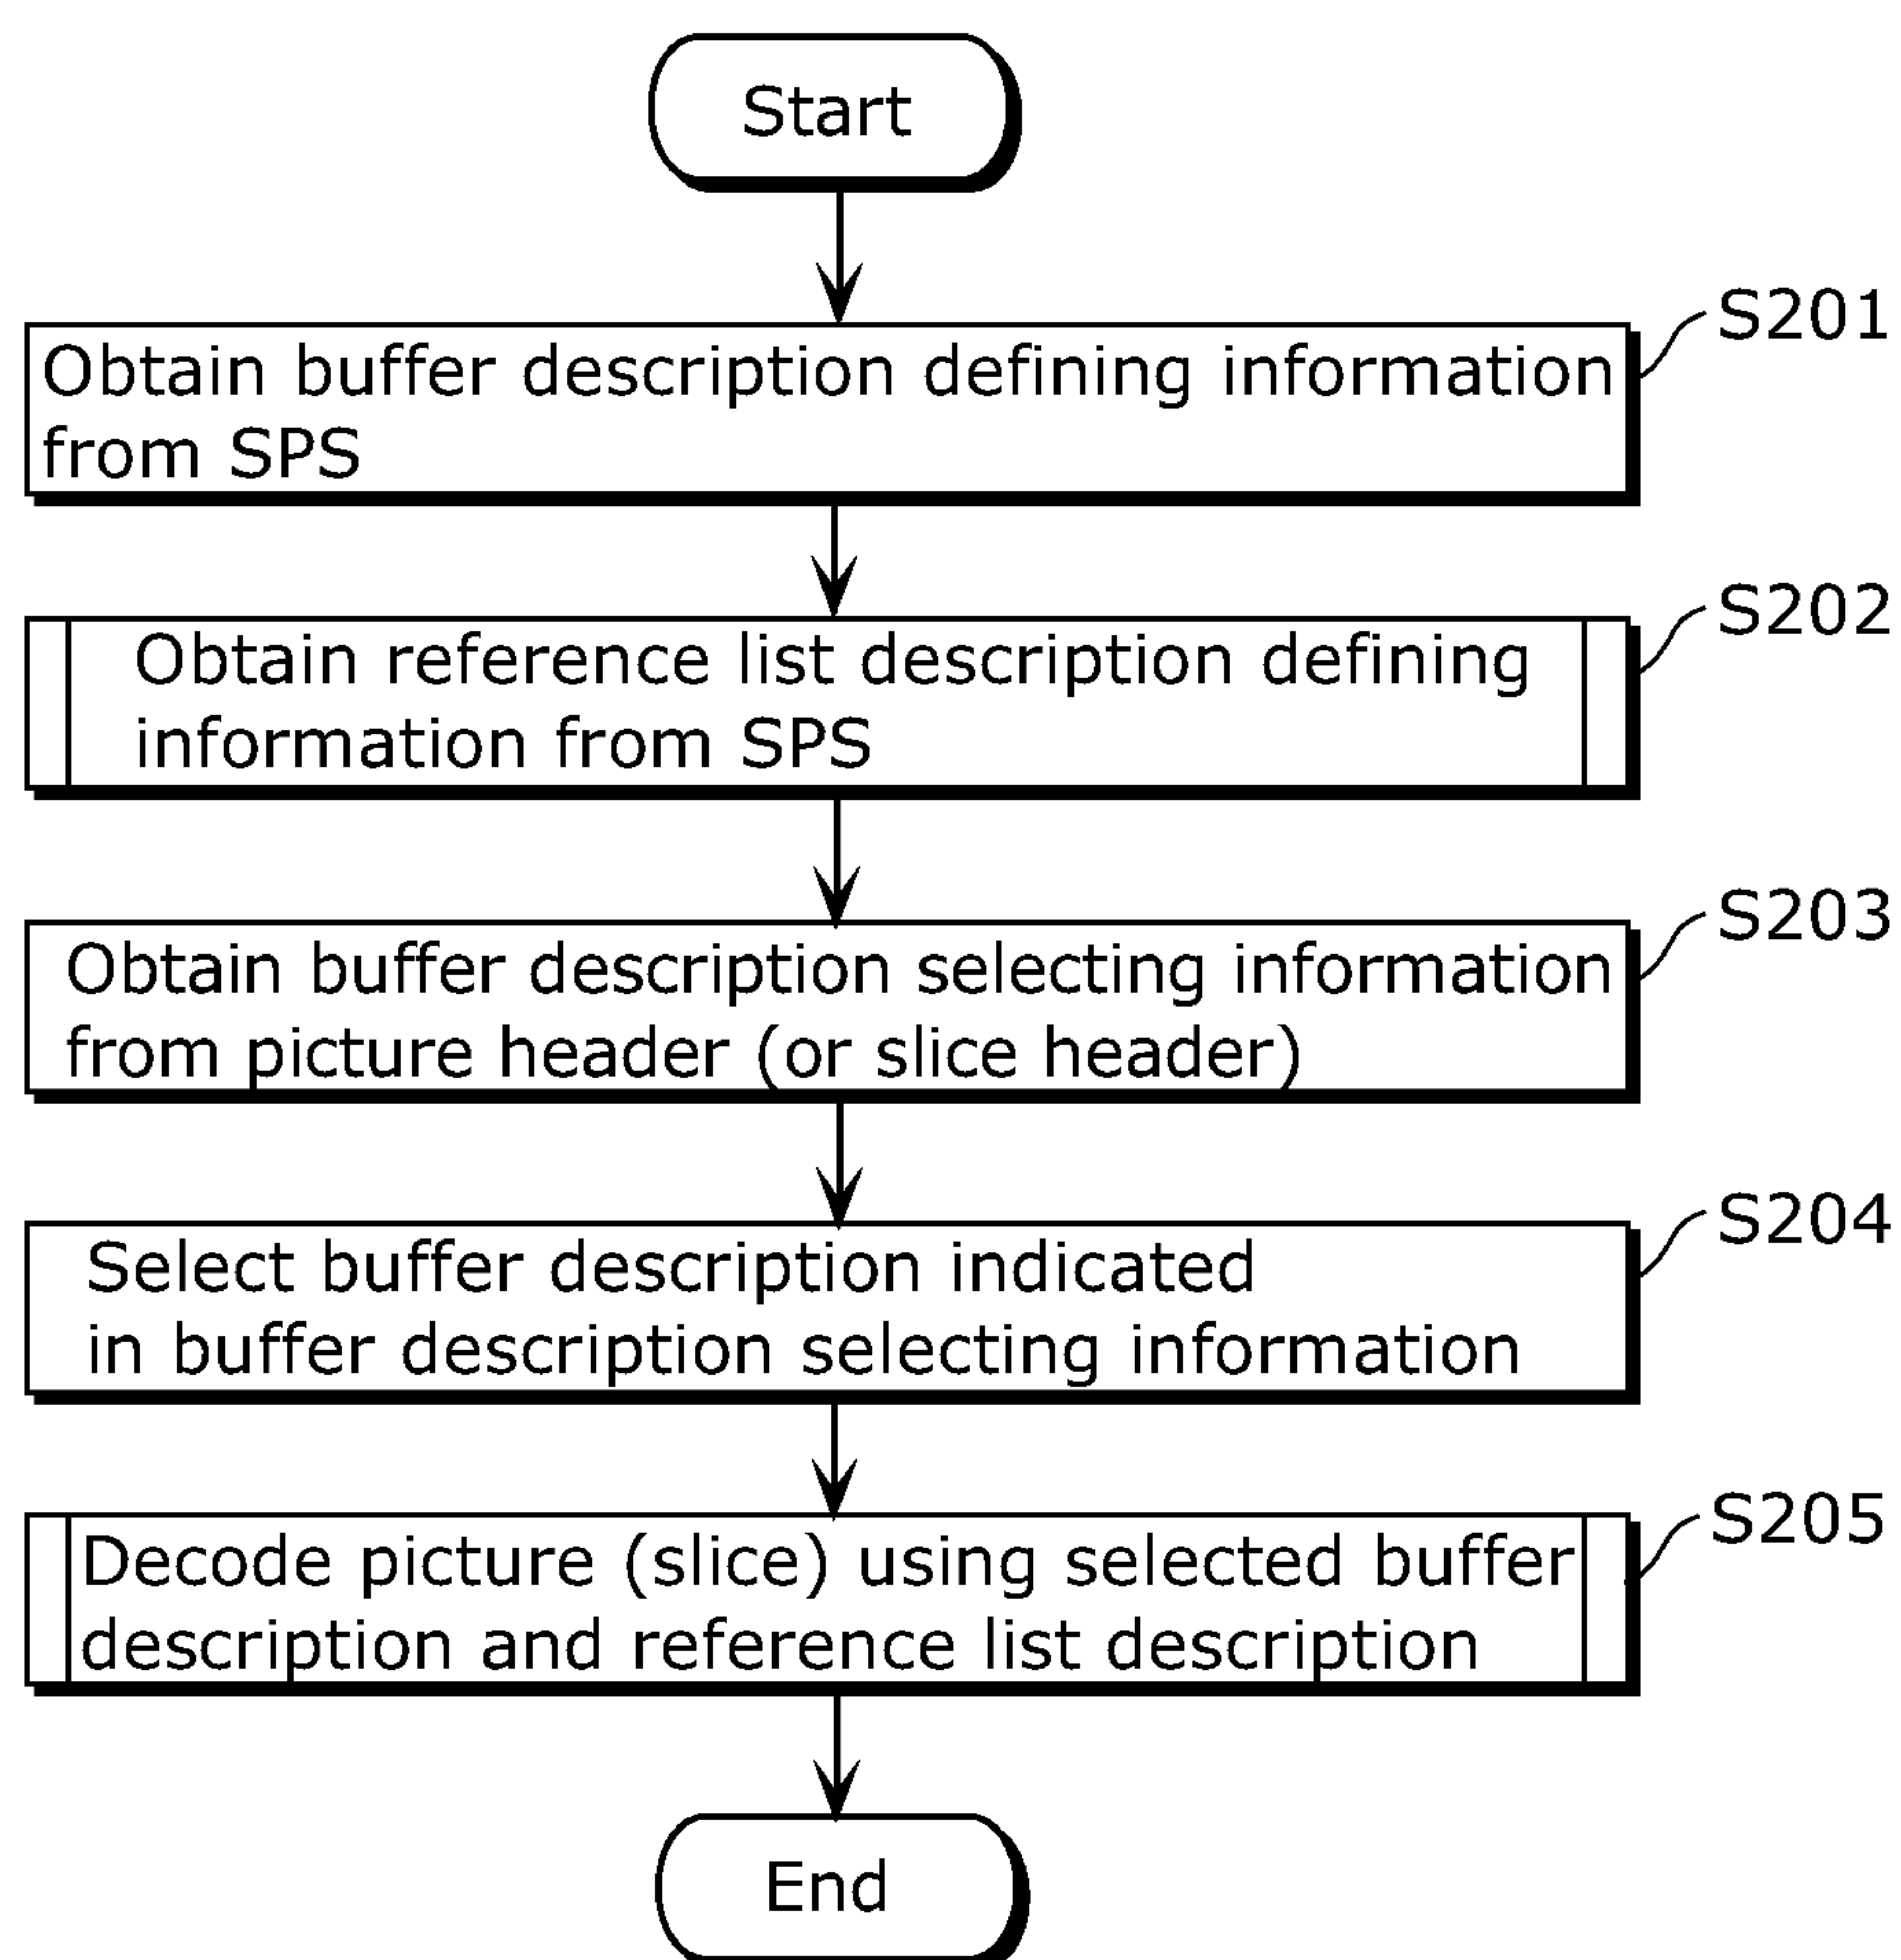 Start
S201
Obtain buffer description defining information
from SPS
S202
Obtain reference list description defining
information from SPS
S203
Obtain buffer description selecting information
from picture header (or slice header)
S204
Select buffer description indicated
in buffer description selecting information
S205
Decode picture (slice) using selected buffer
description and reference list description
End